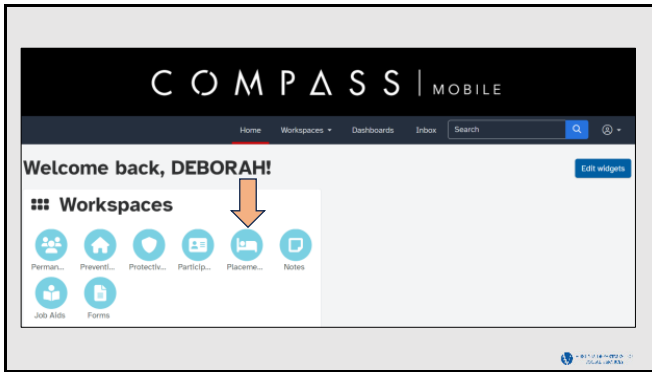 COMPASS | MOBILE
Home Workspaces Dashboards Inbox Search
Welcome back, DEBORAH!
Edit widgets
Workspaces
Perman... Preventi... Protectiv... Particip... Placeme... Notes
Job Aids Forms